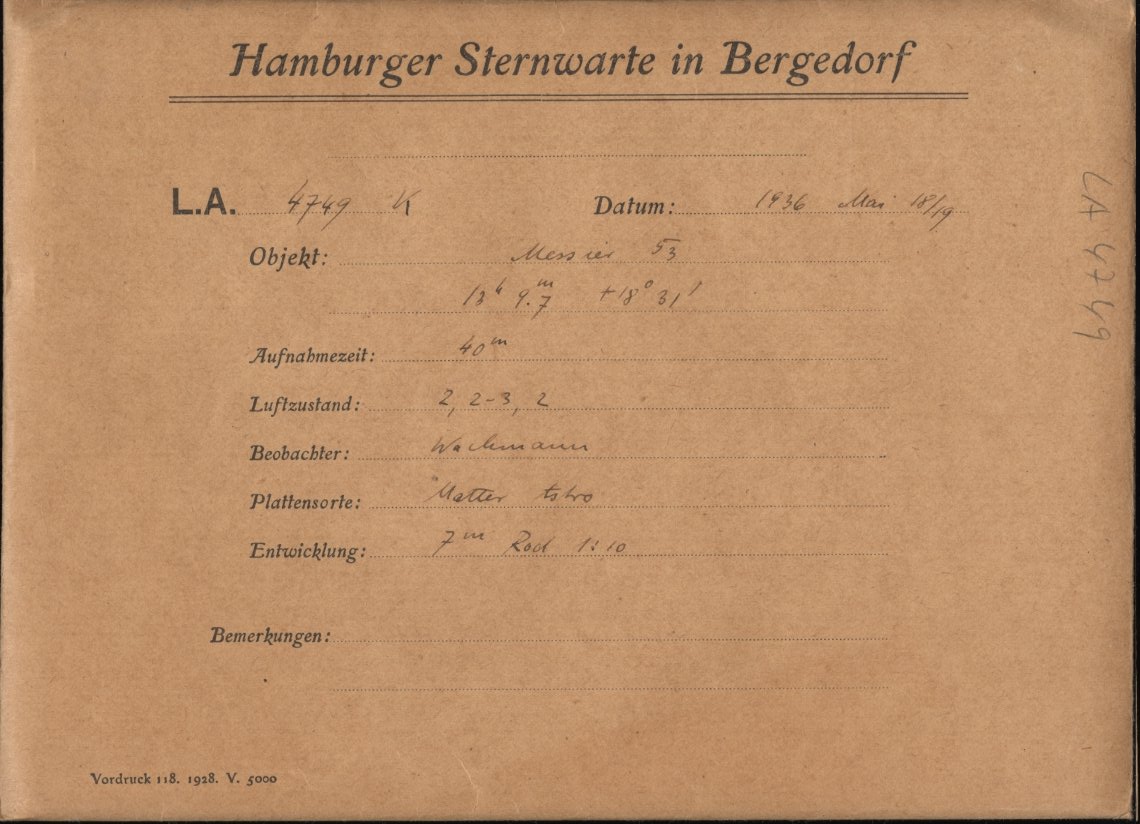 Hamburger Sternwarte in Bergedorf
L.A. 4749 K Datum: 1936 Mai 18/19
Objekt: Messier 53
13h 9.m7 +18° 31'
Aufnahmezeit: 40m
Luftzustand: 2, 2-3, 2
Beobachter: Wachmann
Plattensorte: Matter
Entwicklung: 7m Rod 1:10
Bemerkungen:
Vordruck 118. 1928. V. 5000
LA 4749